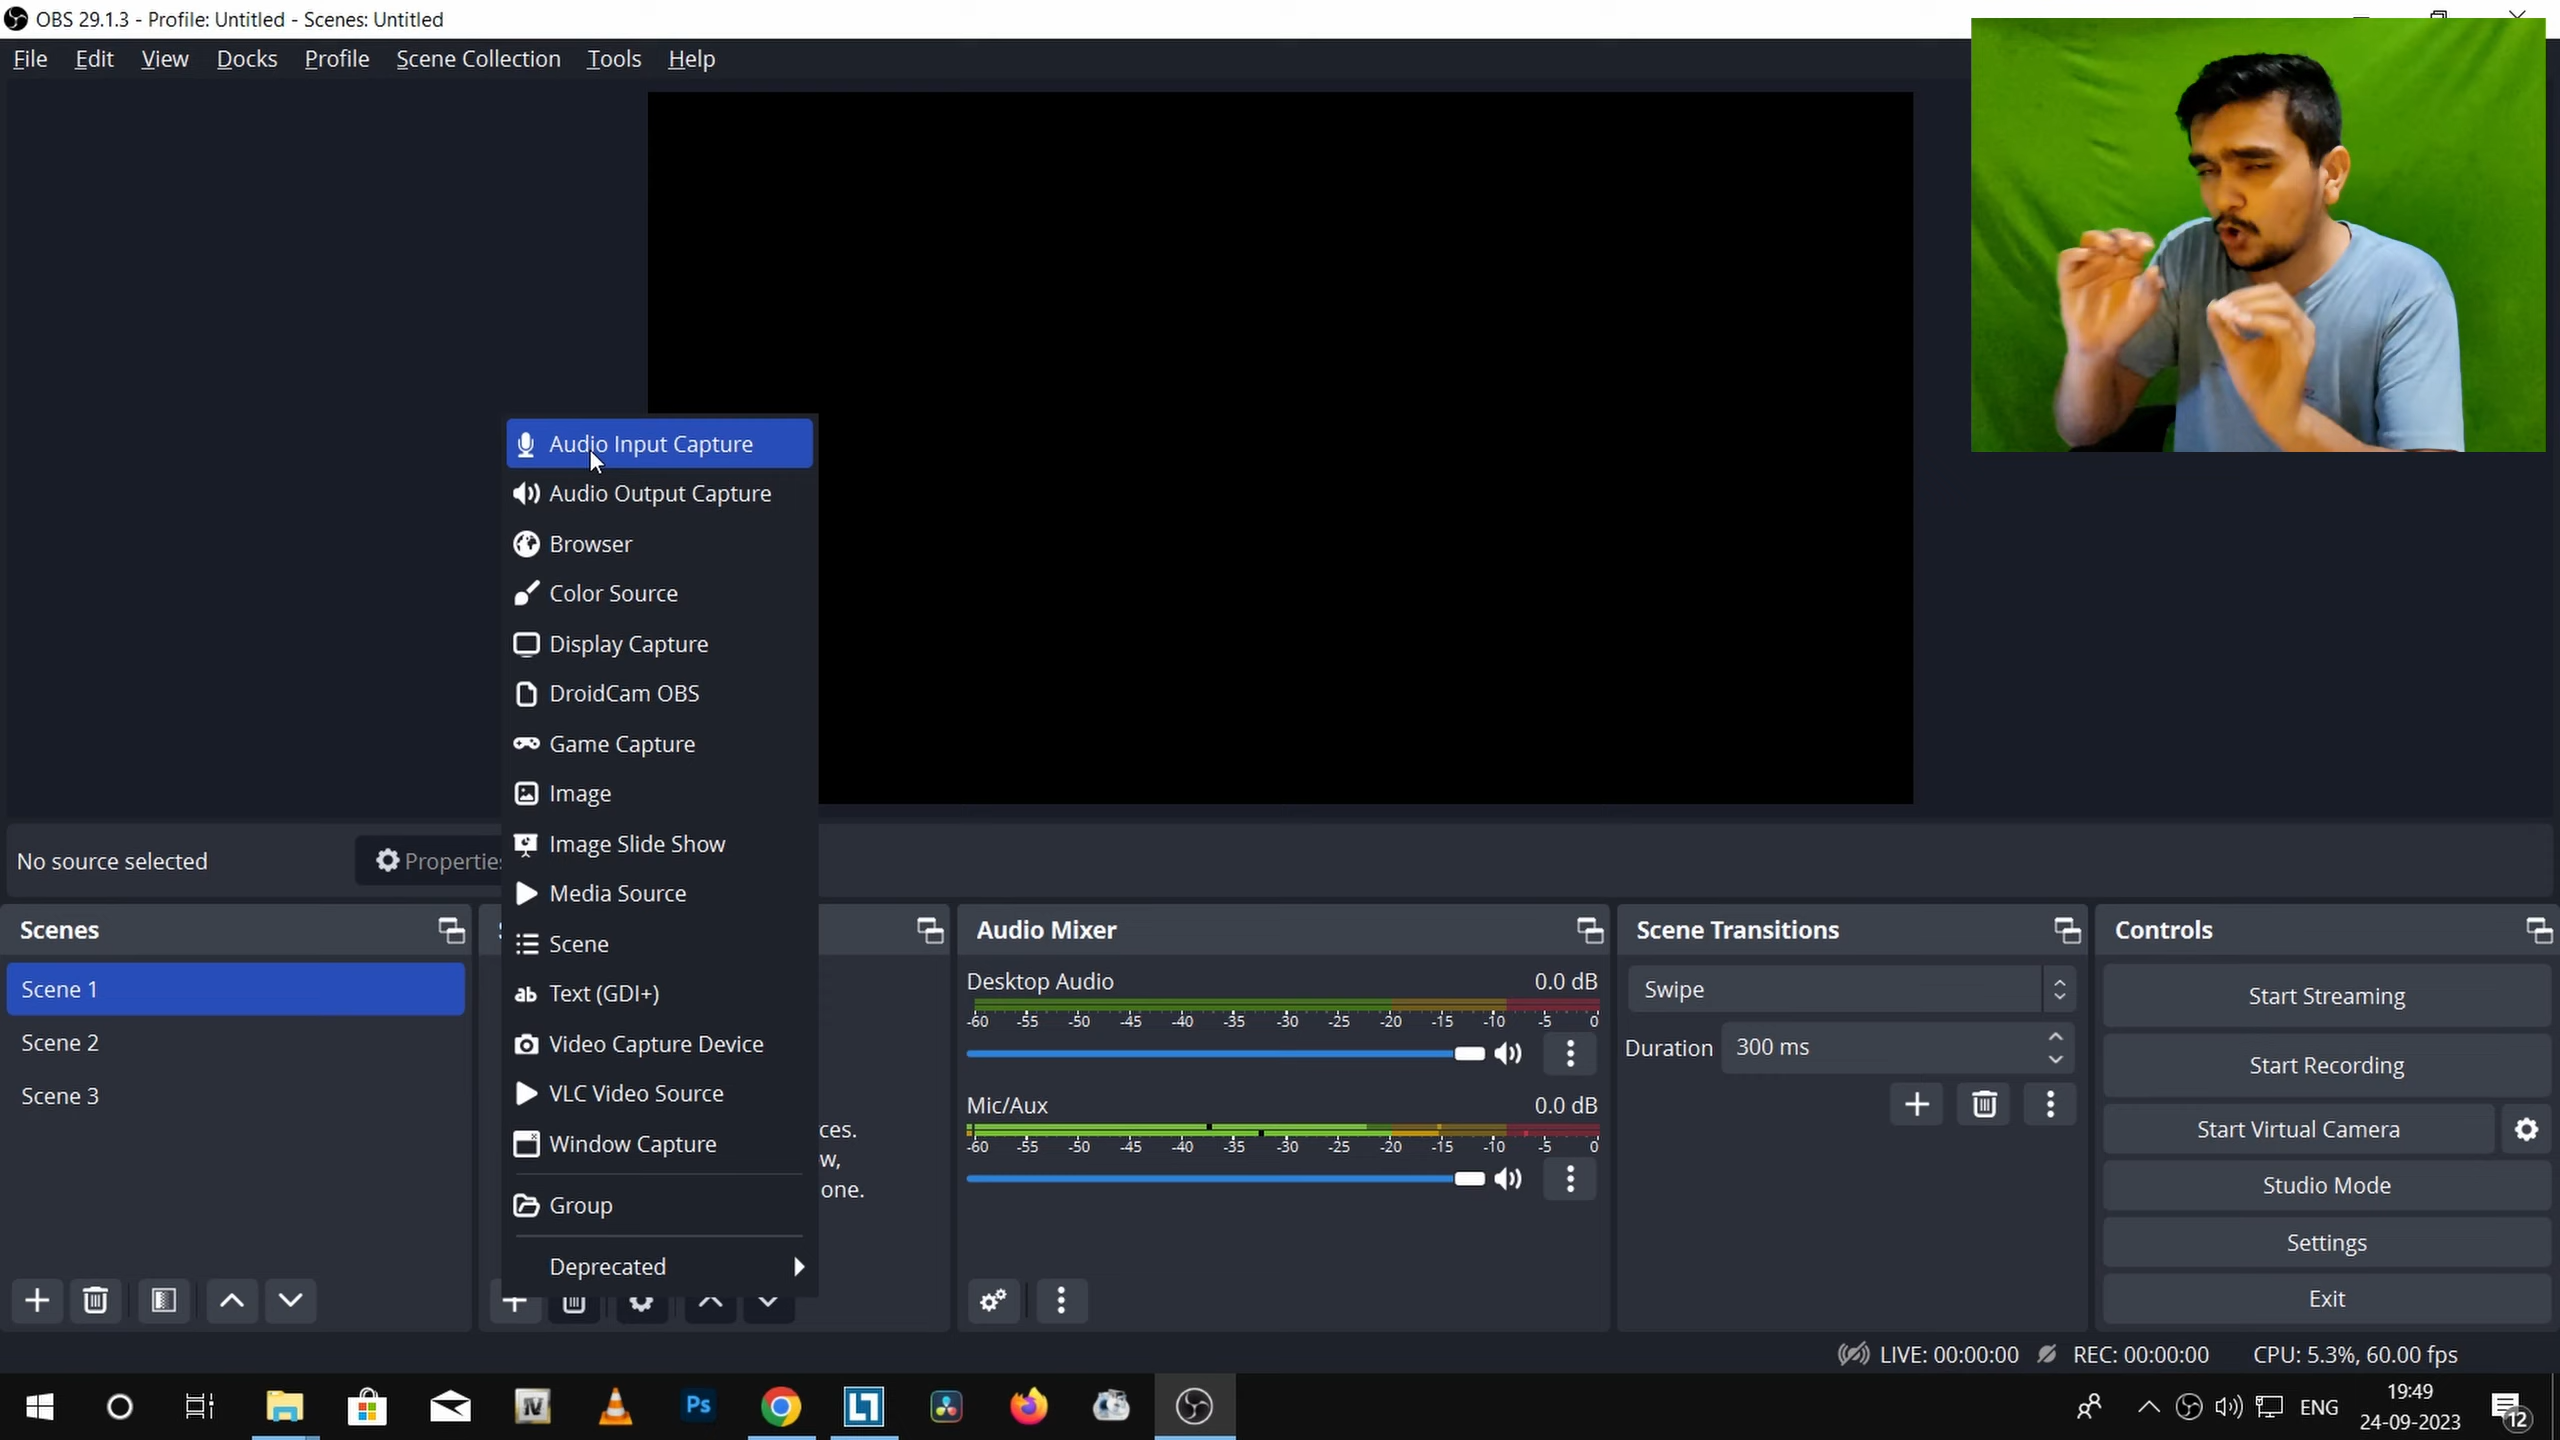 OBS 29.1.3 - Profile: Untitled - Scenes: Untitled
File Edit View Docks Profile Scene Collection Tools Help
Audio Input Capture
Audio Output Capture
Browser
Color Source
Display Capture
DroidCam OBS
Game Capture
Image
Image Slide Show
Media Source
Scene
ab Text (GDI+)
Video Capture Device
VLC Video Source
Window Capture
Group
Deprecated
No source selected
Propertie
Scenes
Scene 1
Scene 2
Scene 3
ces.
w,
one.
Audio Mixer
Desktop Audio 0.0 dB
-60 -55 -50 -45 -40 -35 -30 -25 -20 -15 -10 -5 0
Mic/Aux 0.0 dB
-60 -55 -50 -45 -40 -35 -30 -25 -20 -15 -10 -5 0
Scene Transitions
Swipe
Duration 300 ms
Controls
Start Streaming
Start Recording
Start Virtual Camera
Studio Mode
Settings
Exit
LIVE: 00:00:00 REC: 00:00:00 CPU: 5.3%, 60.00 fps
Ps
ENG
19:49
24-09-2023
12